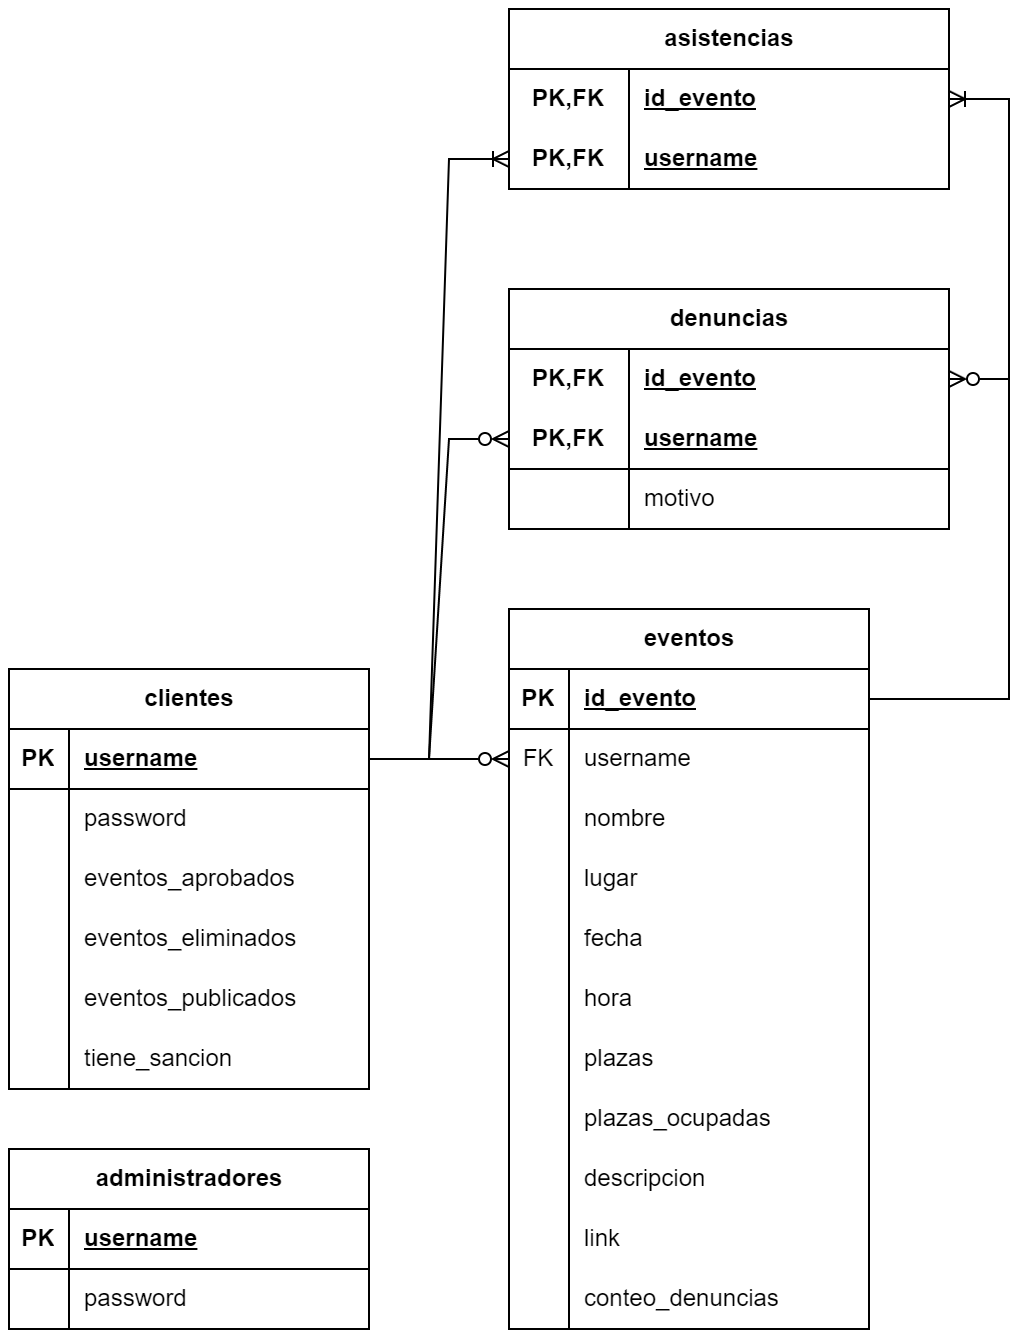 asistencias
PK,FK id_evento
PK,FK username
denuncias
PK,FK id_evento
PK,FK username
motivo
eventos
PK id_evento
FK username
nombre
lugar
fecha
hora
plazas
plazas_ocupadas
descripcion
link
conteo_denuncias
clientes
PK username
password
eventos_aprobados
eventos_eliminados
eventos_publicados
tiene_sancion
administradores
PK username
password